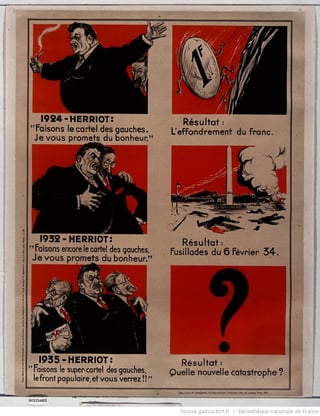 1F
1924 - HERRIOT:
"Faisons le cartel des gauches.
Je vous promets du bonheur."
Résultat :
L'effondrement du franc.
1932 - HERRIOT:
"Faisons encore le cartel des gauches,
Je vous promets du bonheur."
Résultat :
Fusillades du 6 Février 34.
1935 - HERRIOT:
"Faisons le super-cartel des gauches,
le front populaire, et vous verrez !!"
?
Résultat :
Quelle nouvelle catastrophe ?
Source gallica.bnf.fr / Bibliothèque nationale de France